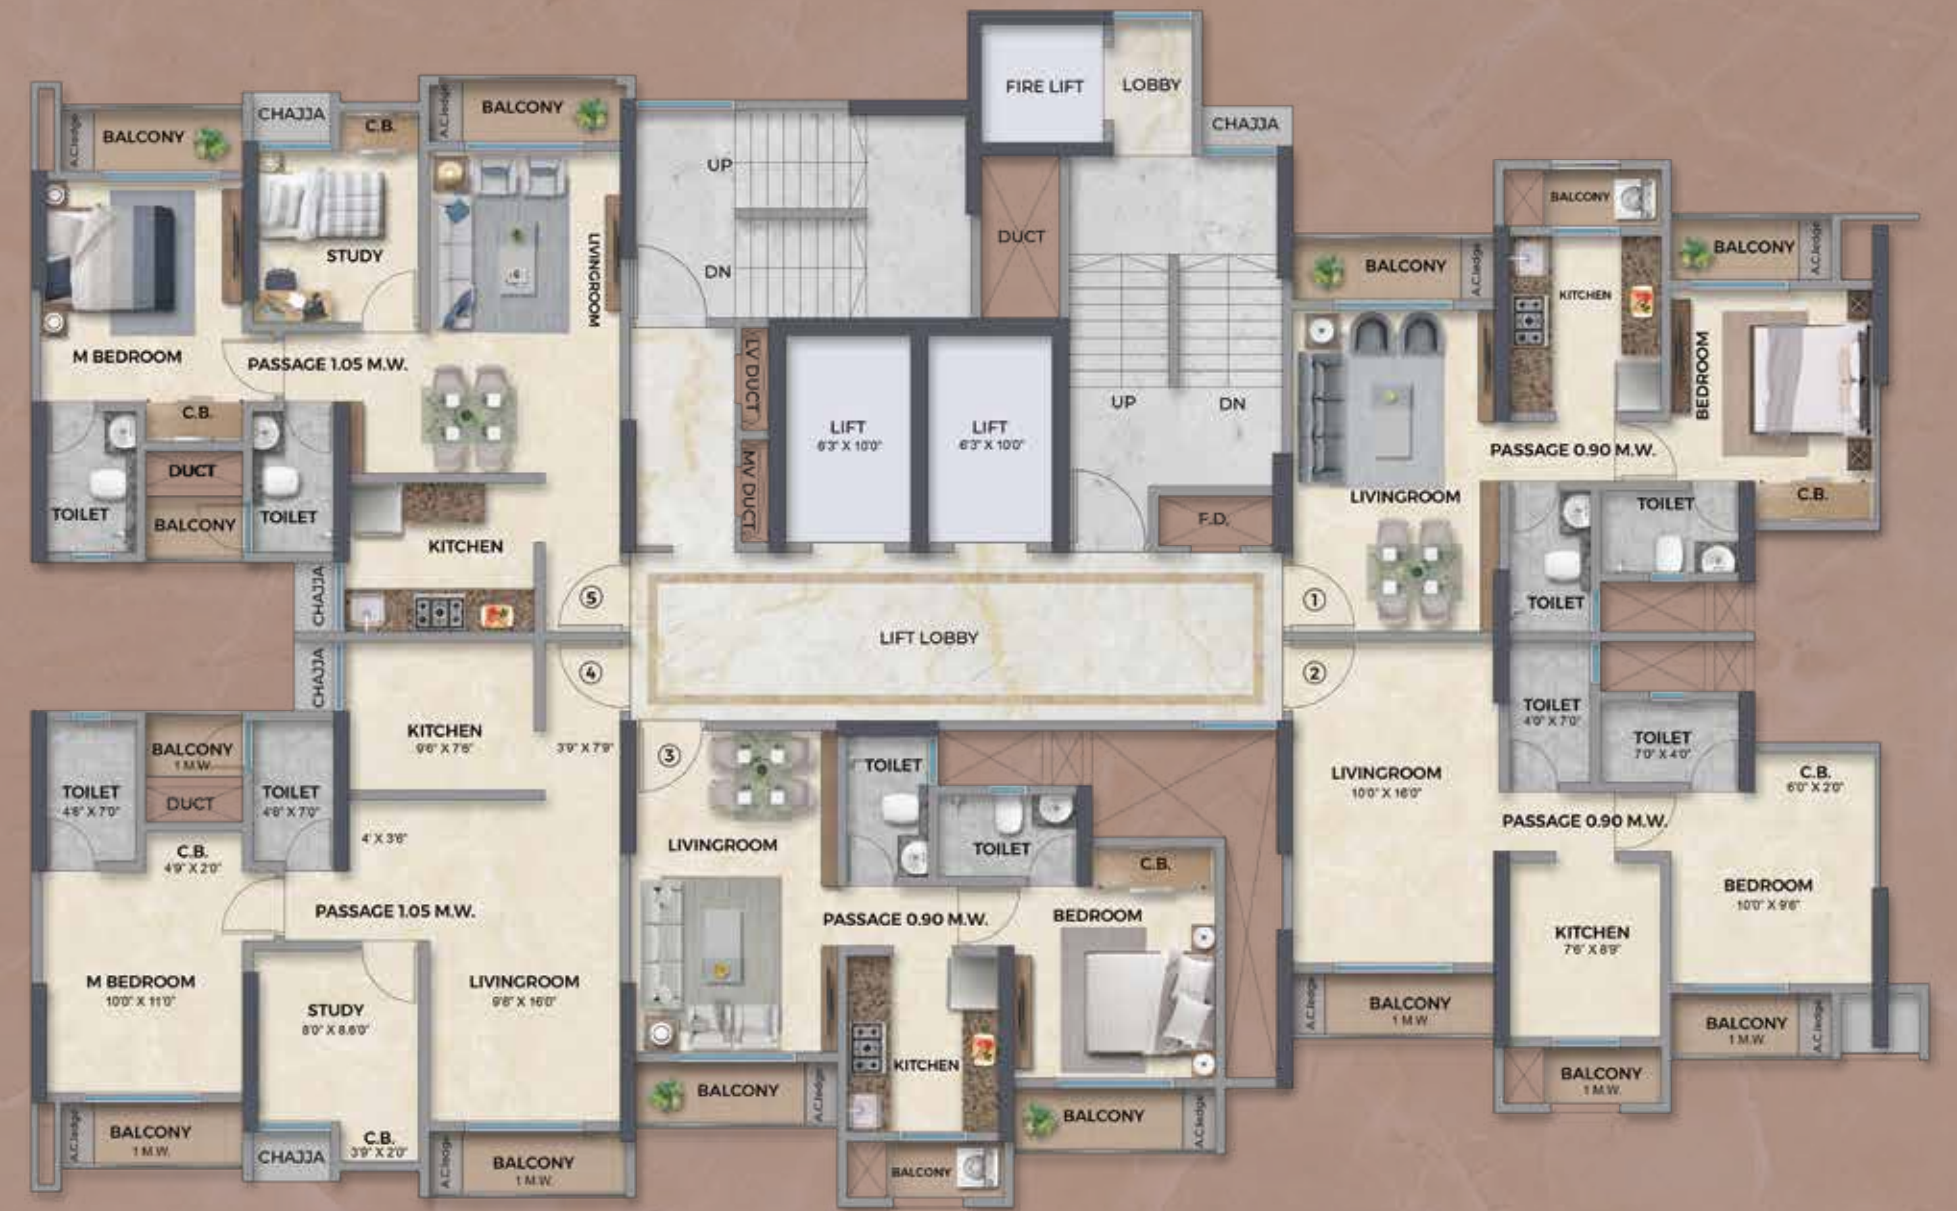 FIRE LIFT
LOBBY
CHAJJA
BALCONY
A.C.ledge
CHAJJA
C.B.
A.C.ledge
BALCONY
STUDY
M BEDROOM
LIVINGROOM
PASSAGE 1.05 M.W.
C.B.
DUCT
BALCONY
TOILET
TOILET
KITCHEN
CHAJJA
5
UP
DN
DUCT
LV DUCT
MV DUCT
LIFT
6'3" X 10'0"
LIFT
6'3" X 10'0"
UP
DN
F.D.
LIFT LOBBY
CHAJJA
BALCONY
A.C.ledge
BALCONY
BALCONY
A.C.ledge
KITCHEN
BEDROOM
PASSAGE 0.90 M.W.
LIVINGROOM
TOILET
C.B.
TOILET
1
4
CHAJJA
KITCHEN
9'6" X 7'6"
3'9" X 7'9"
BALCONY
1 M.W.
DUCT
TOILET
4'6" X 7'0"
TOILET
4'6" X 7'0"
4' X 3'6"
C.B.
4'9" X 2'0"
PASSAGE 1.05 M.W.
M BEDROOM
10'0" X 11'0"
STUDY
8'0" X 8.6'0"
LIVINGROOM
9'6" X 16'0"
A.C.ledge
BALCONY
1 M.W.
CHAJJA
C.B.
3'9" X 2'0"
A.C.ledge
BALCONY
1 M.W.
3
TOILET
LIVINGROOM
TOILET
C.B.
PASSAGE 0.90 M.W.
BEDROOM
KITCHEN
BALCONY
A.C.ledge
BALCONY
A.C.ledge
BALCONY
2
TOILET
4'0" X 7'0"
TOILET
7'0" X 4'0"
LIVINGROOM
10'0" X 16'0"
C.B.
6'0" X 2'0"
PASSAGE 0.90 M.W.
BEDROOM
10'0" X 9'6"
KITCHEN
7'6" X 8'9"
A.C.ledge
BALCONY
1 M.W.
BALCONY
1 M.W.
A.C.ledge
BALCONY
1 M.W.